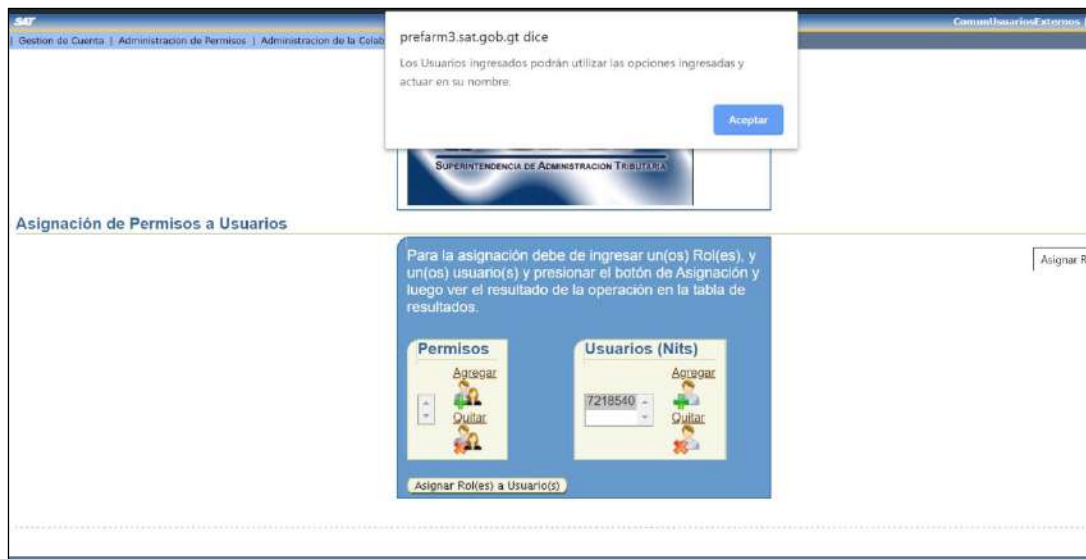 SAT
ComunUsuariosExternos
| Gestion de Cuenta | Administración de Permisos | Administracion de la Colab
prefarm3.sat.gob.gt dice
Los Usuarios ingresados podrán utilizar las opciones ingresadas y
actuar en su nombre.
Aceptar
SUPERINTENDENCIA DE ADMINISTRACION TRIBUTARIA
Asignación de Permisos a Usuarios
Para la asignación debe de ingresar un(os) Rol(es), y
un(os) usuario(s) y presionar el botón de Asignación y
luego ver el resultado de la operación en la tabla de
resultados.
Asignar R
Permisos
Agregar
Quitar
Usuarios (Nits)
Agregar
7218540
Quitar
Asignar Rol(es) a Usuario(s)